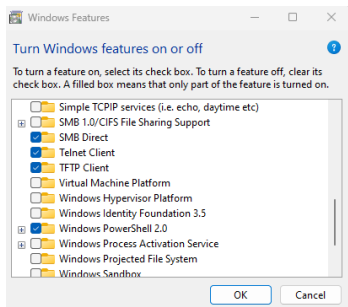 Windows Features
Turn Windows features on or off
To turn a feature on, select its check box. To turn a feature off, clear its
check box. A filled box means that only part of the feature is turned on.
Simple TCPIP services (i.e. echo, daytime etc)
SMB 1.0/CIFS File Sharing Support
SMB Direct
Telnet Client
TFTP Client
Virtual Machine Platform
Windows Hypervisor Platform
Windows Identity Foundation 3.5
Windows PowerShell 2.0
Windows Process Activation Service
Windows Projected File System
Windows Sandbox
OK Cancel